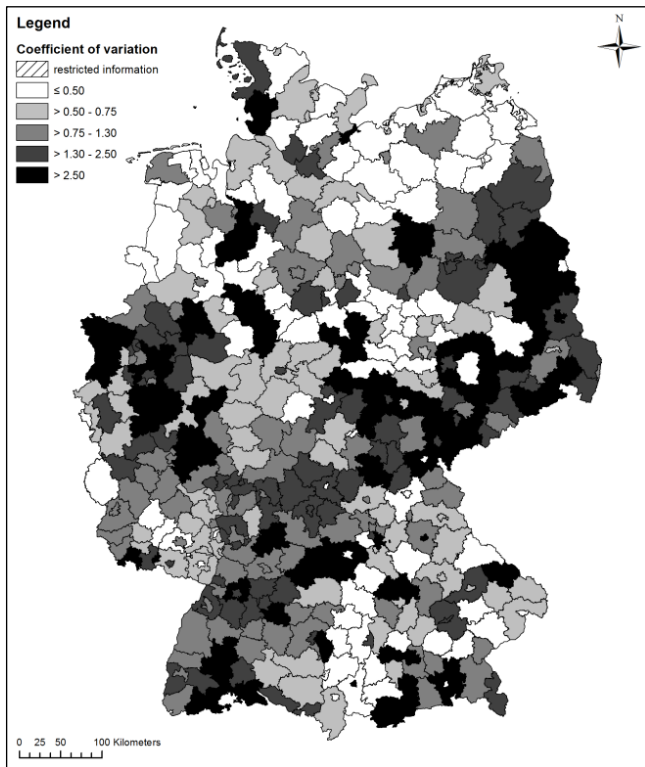 Legend
N
Coefficient of variation
restricted information
≤ 0.50
> 0.50 - 0.75
> 0.75 - 1.30
> 1.30 - 2.50
> 2.50
0 25 50 100 Kilometers